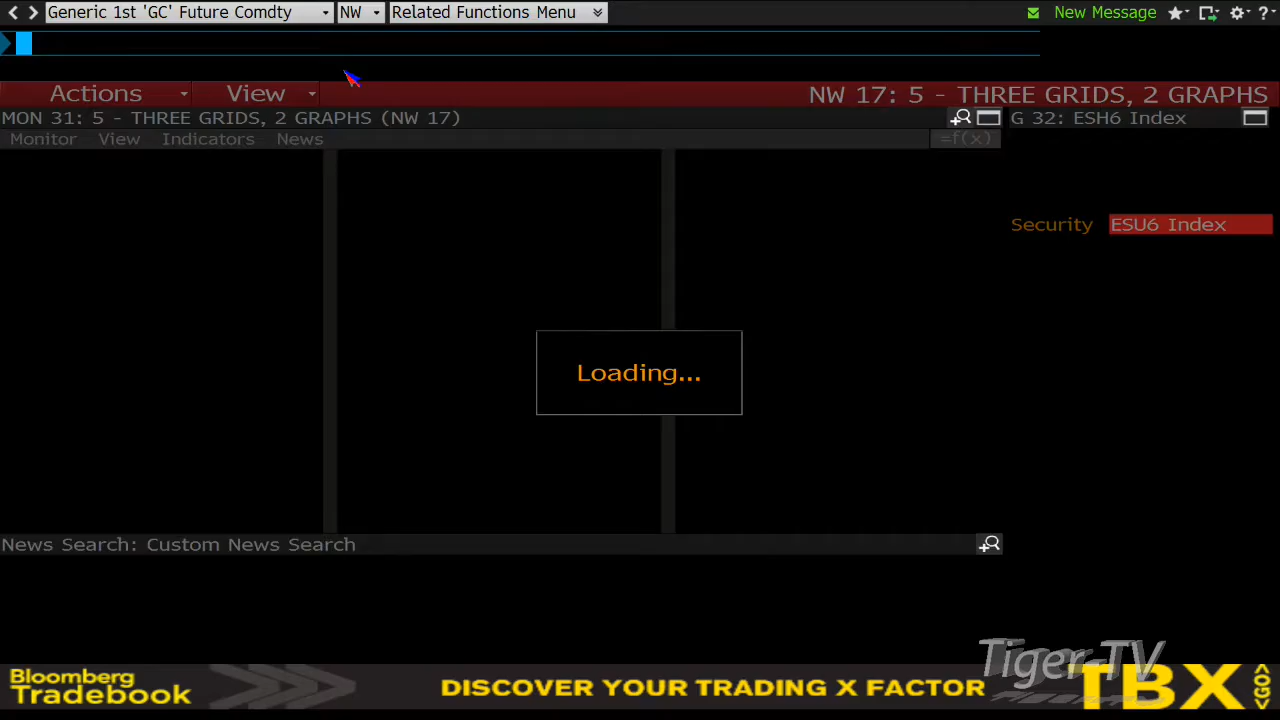 Generic 1st 'GC' Future Comdty NW Related Functions Menu New Message ?
Actions View NW 17: 5 - THREE GRIDS, 2 GRAPHS
MON 31: 5 - THREE GRIDS, 2 GRAPHS (NW 17) G 32: ESH6 Index
Monitor View Indicators News =f(x)
Security ESU6 Index
Loading...
News Search: Custom News Search
Tiger-TV
Bloomberg
Tradebook
DISCOVER YOUR TRADING X FACTOR
TBX <GO>